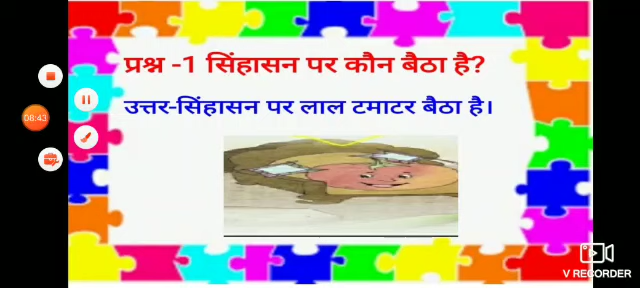 प्रश्न -1 सिंहासन पर कौन बैठा है?
उत्तर-सिंहासन पर लाल टमाटर बैठा है।
08:43
V RECORDER